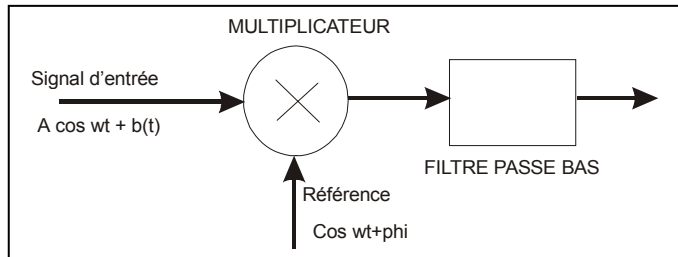 MULTIPLICATEUR
Signal d'entrée
A cos wt + b(t)
FILTRE PASSE BAS
Référence
Cos wt+phi